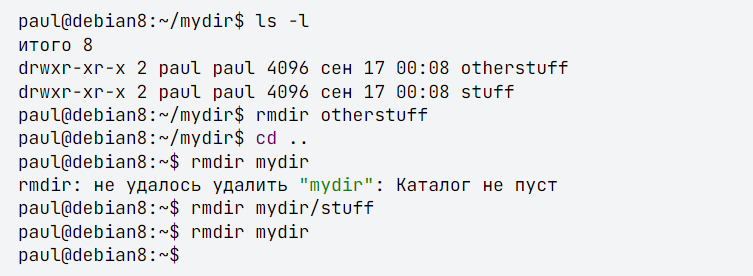 paul@debian8:~/mydir$ ls -l
итого 8
drwxr-xr-x 2 paul paul 4096 сен 17 00:08 otherstuff
drwxr-xr-x 2 paul paul 4096 сен 17 00:08 stuff
paul@debian8:~/mydir$ rmdir otherstuff
paul@debian8:~/mydir$ cd ..
paul@debian8:~$ rmdir mydir
rmdir: не удалось удалить "mydir": Каталог не пуст
paul@debian8:~$ rmdir mydir/stuff
paul@debian8:~$ rmdir mydir
paul@debian8:~$